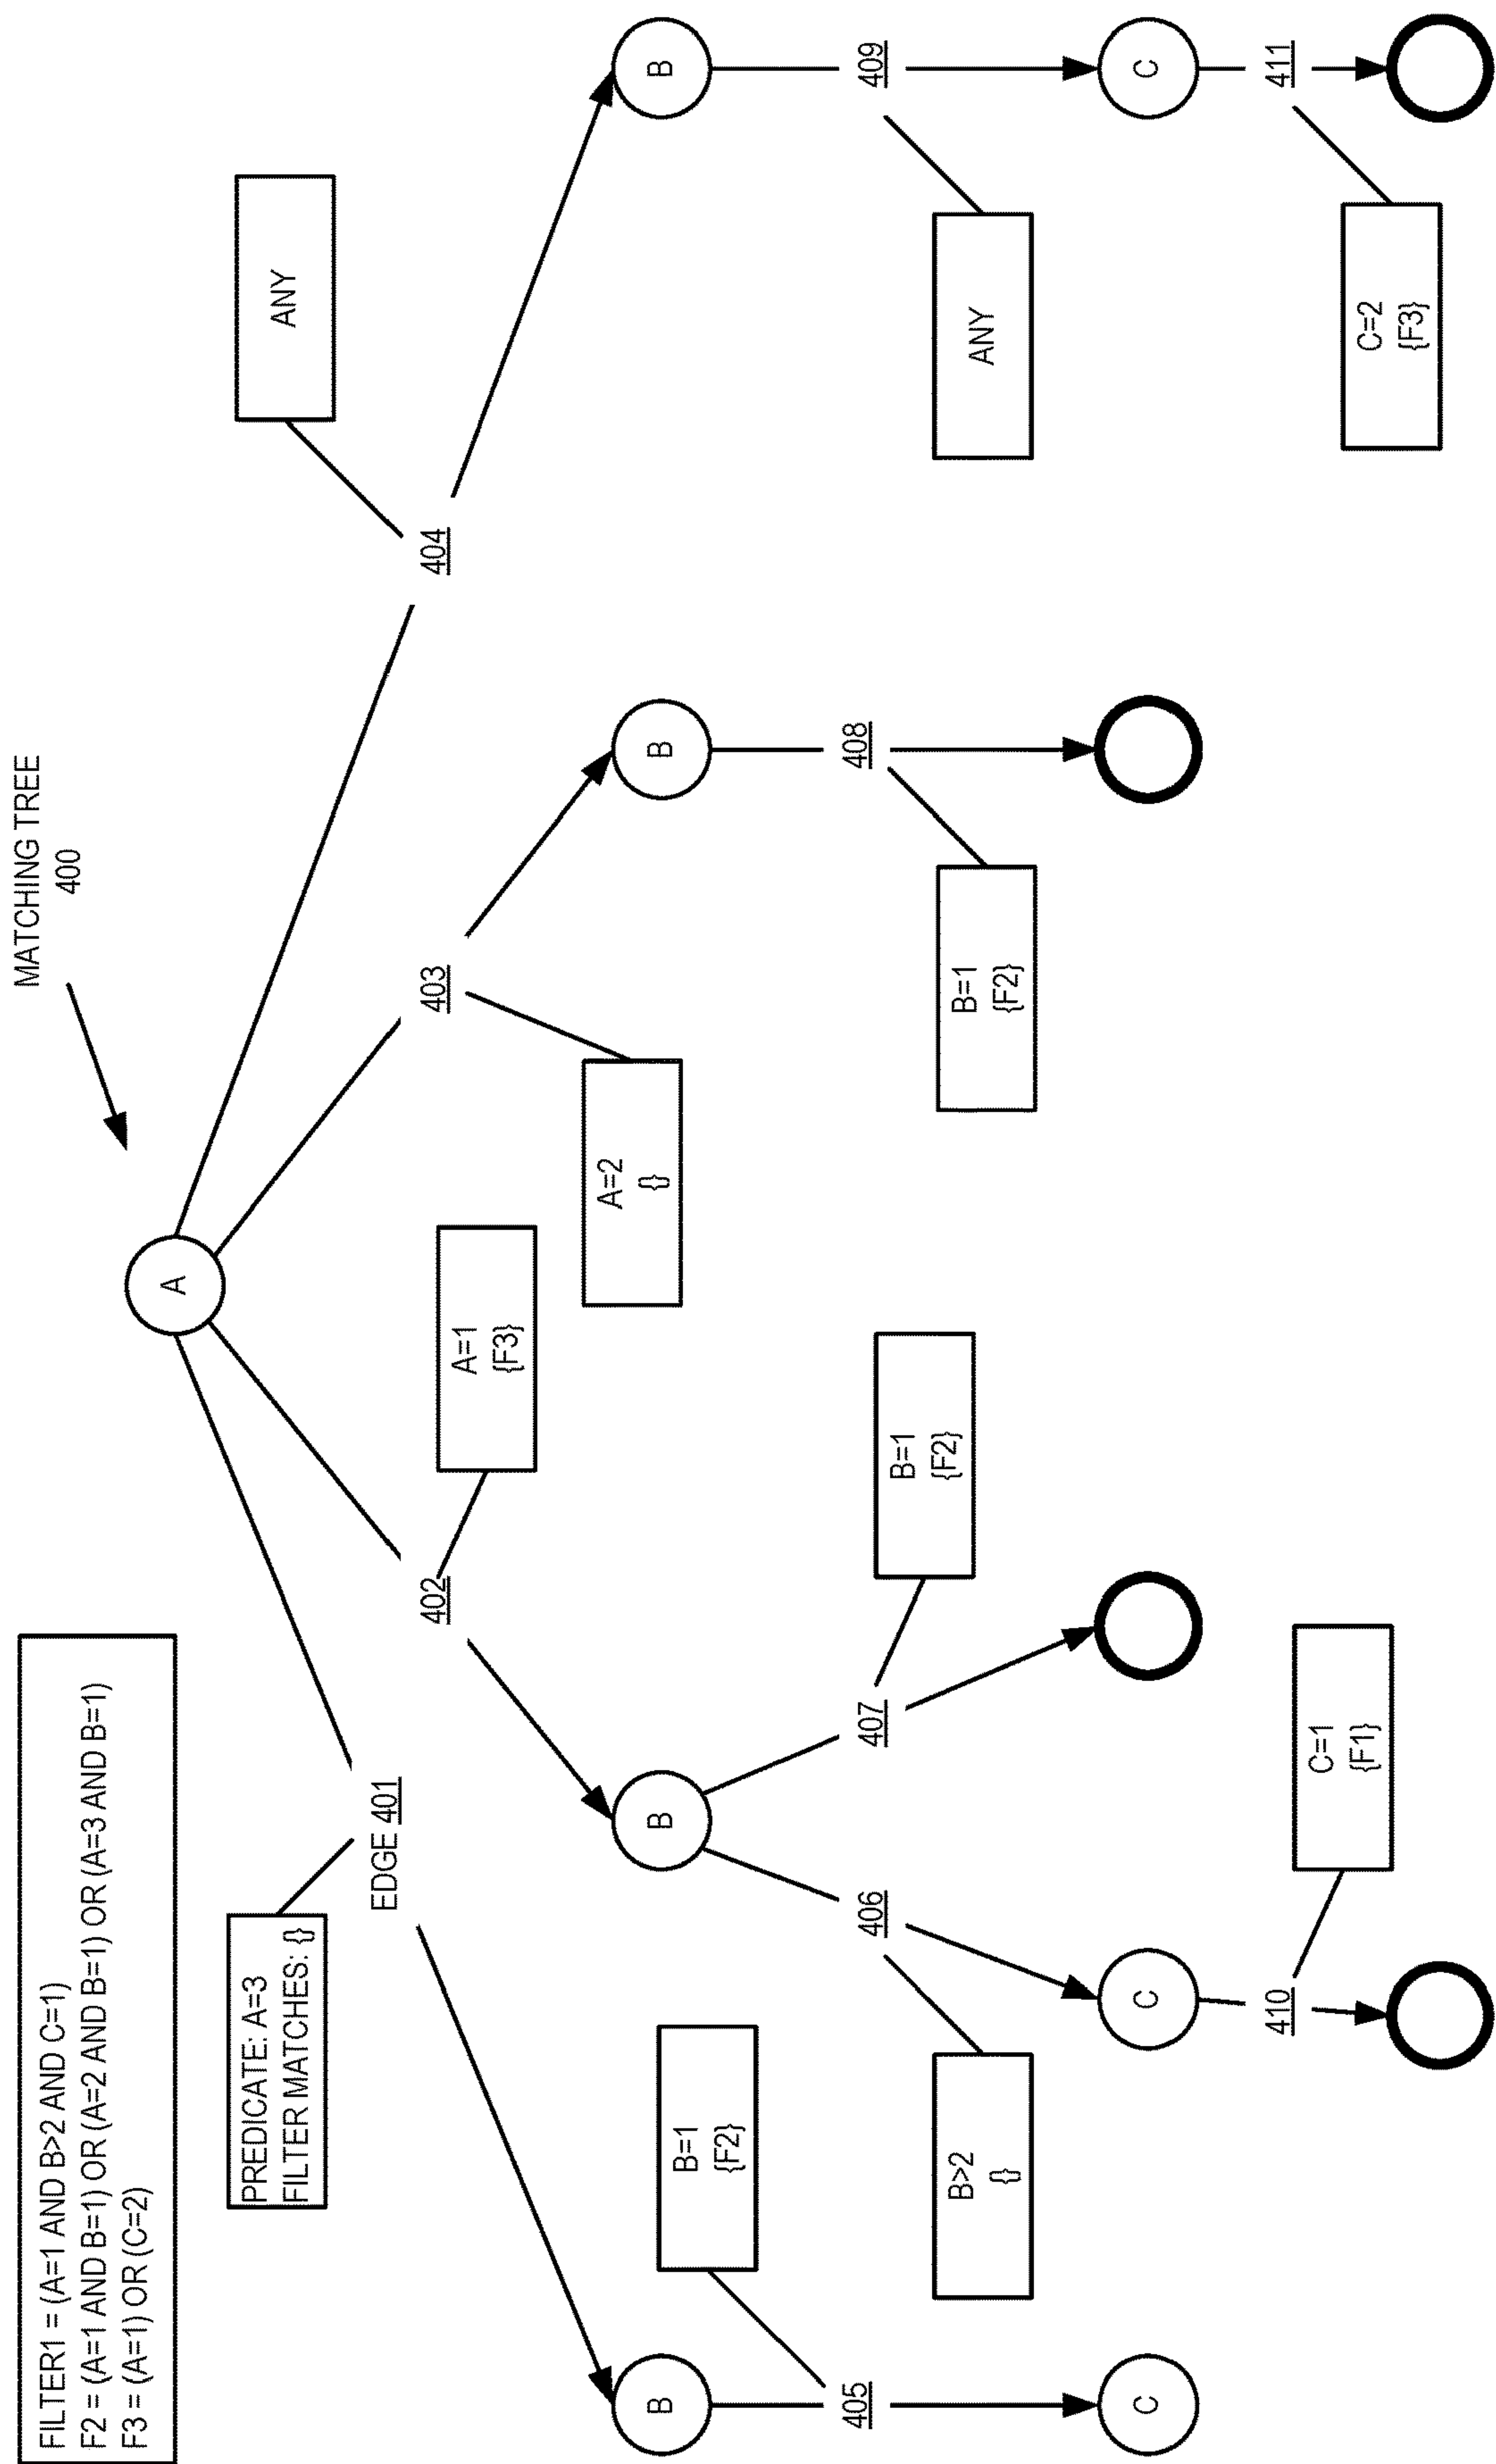 MATCHING TREE
400
FILTER1 = (A=1 AND B>2 AND C=1)
F2 = (A=1 AND B=1) OR (A=2 AND B=1) OR (A=3 AND B=1)
F3 = (A=1) OR (C=2)
A
PREDICATE: A=3
FILTER MATCHES: {}
EDGE 401
402
A=1
{F3}
403
A=2
{}
404
ANY
B
B
B
B
405
B=1
{F2}
406
B>2
{}
407
B=1
{F2}
408
B=1
{F2}
409
ANY
C
C
C
410
C=1
{F1}
411
C=2
{F3}